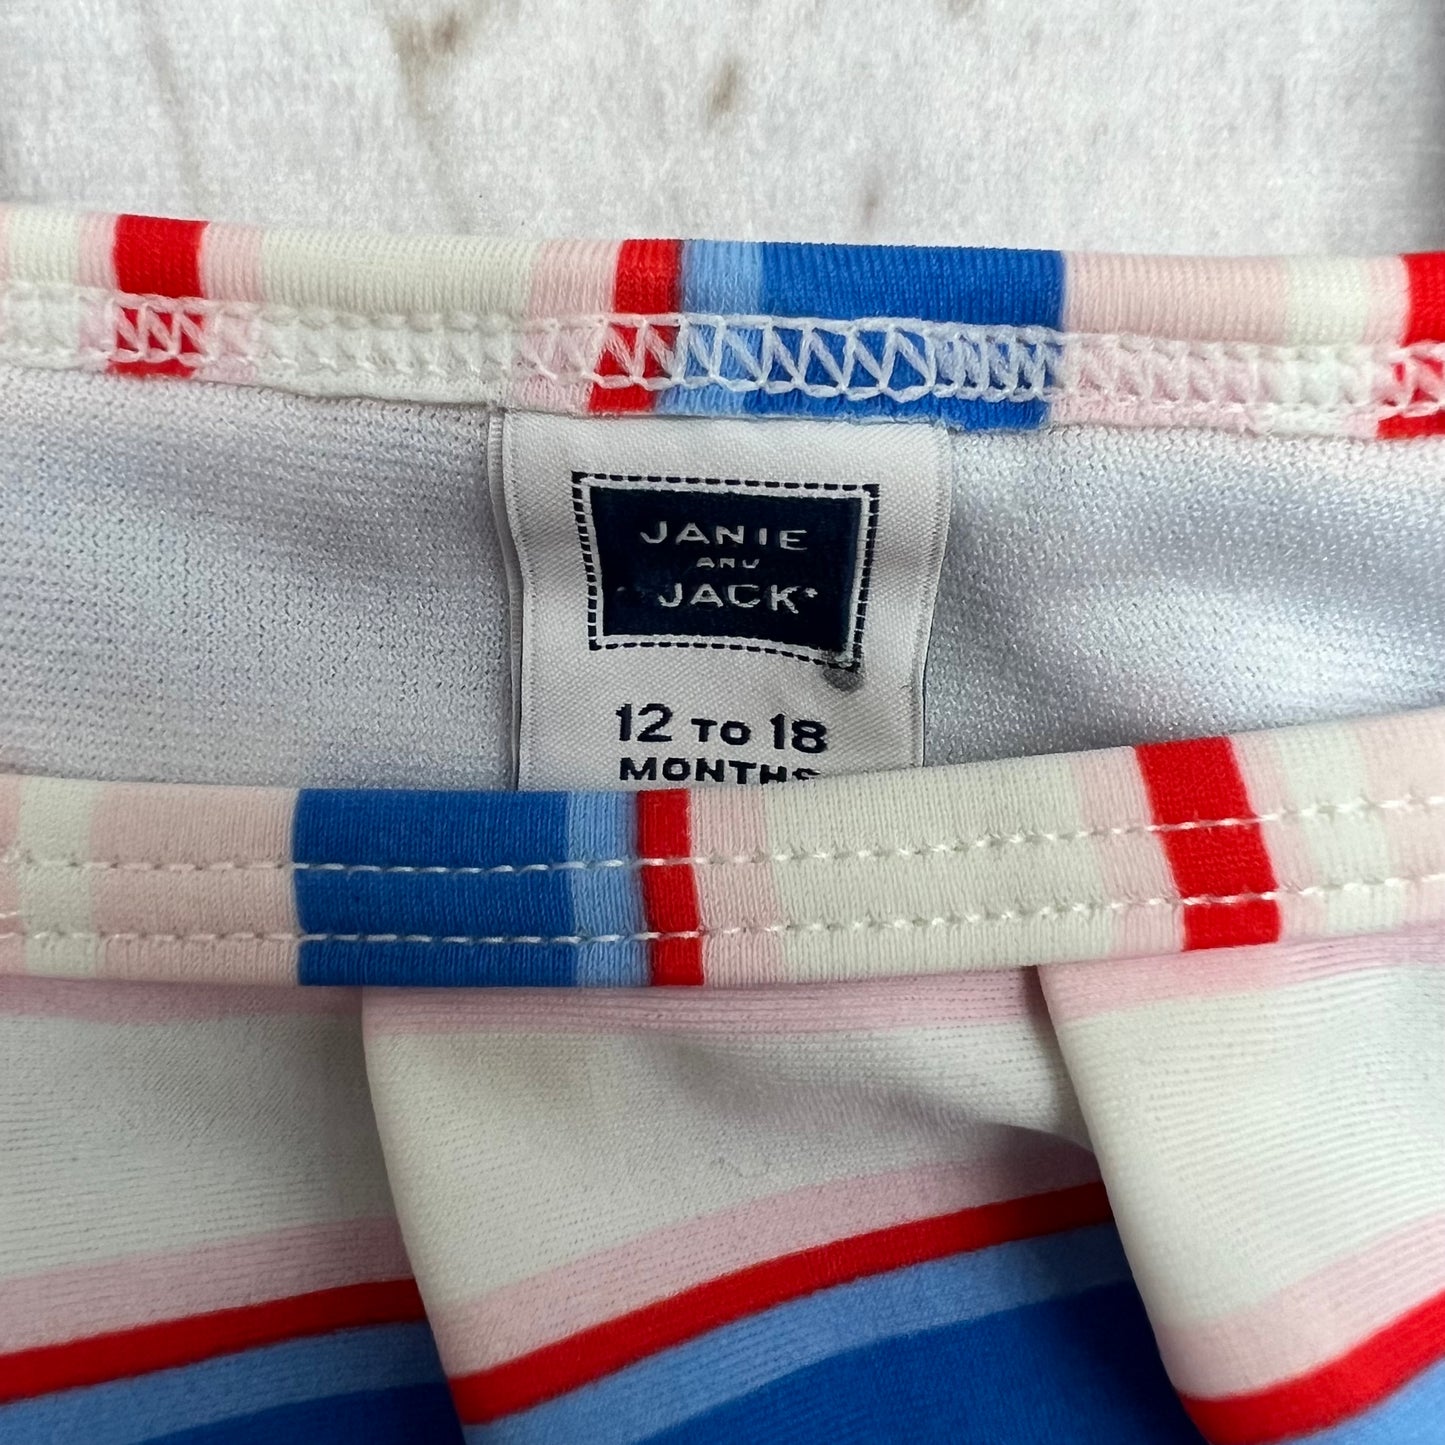 JANIE
AND
JACK
12 TO 18
MONTHS